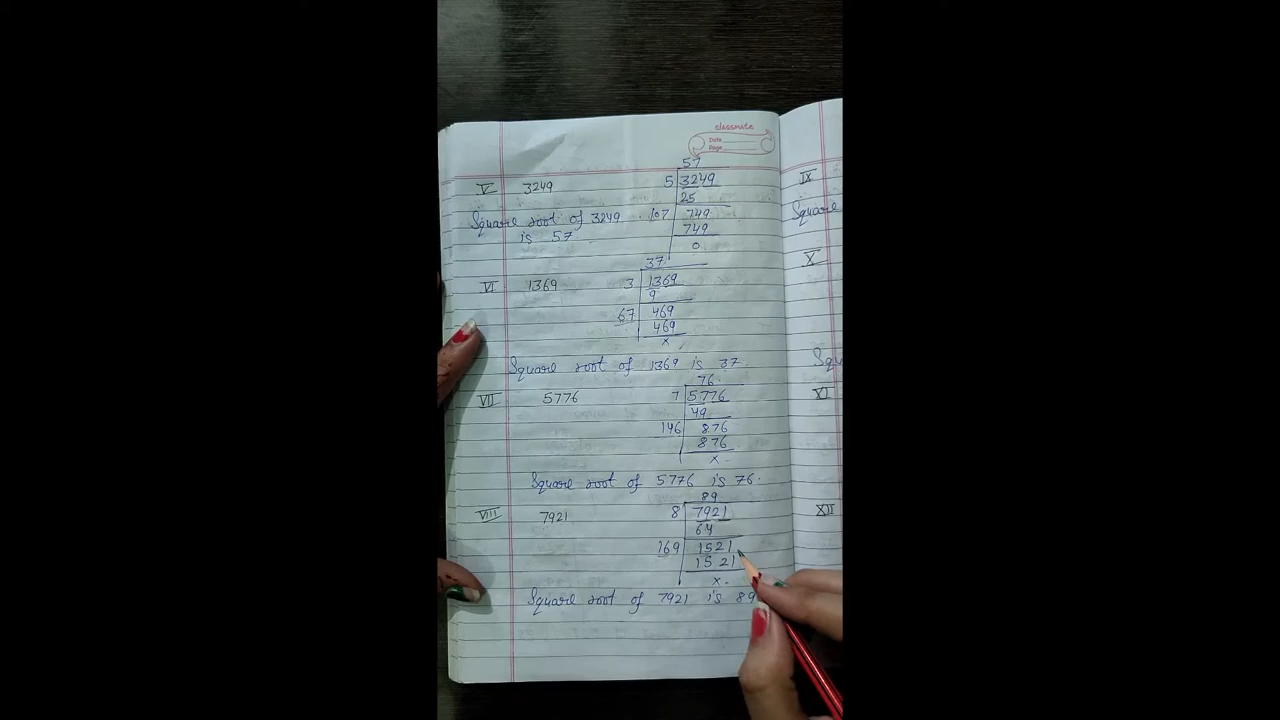 classmate
Date
Page
57
V 3249 5 3249
25
Square root of 3249 107 749
is 57 749
0
37
VI 1369 3 1369
9
67 469
469
x
Square root of 1369 is 37
76.
VII 5776 7 5776
49
146 876
876
x
Square root of 5776 is 76.
89
VIII 7921 8 7921
64
169 1521
1521
x.
Square root of 7921 is 89
IX
Square
X
Squ
XI
XII